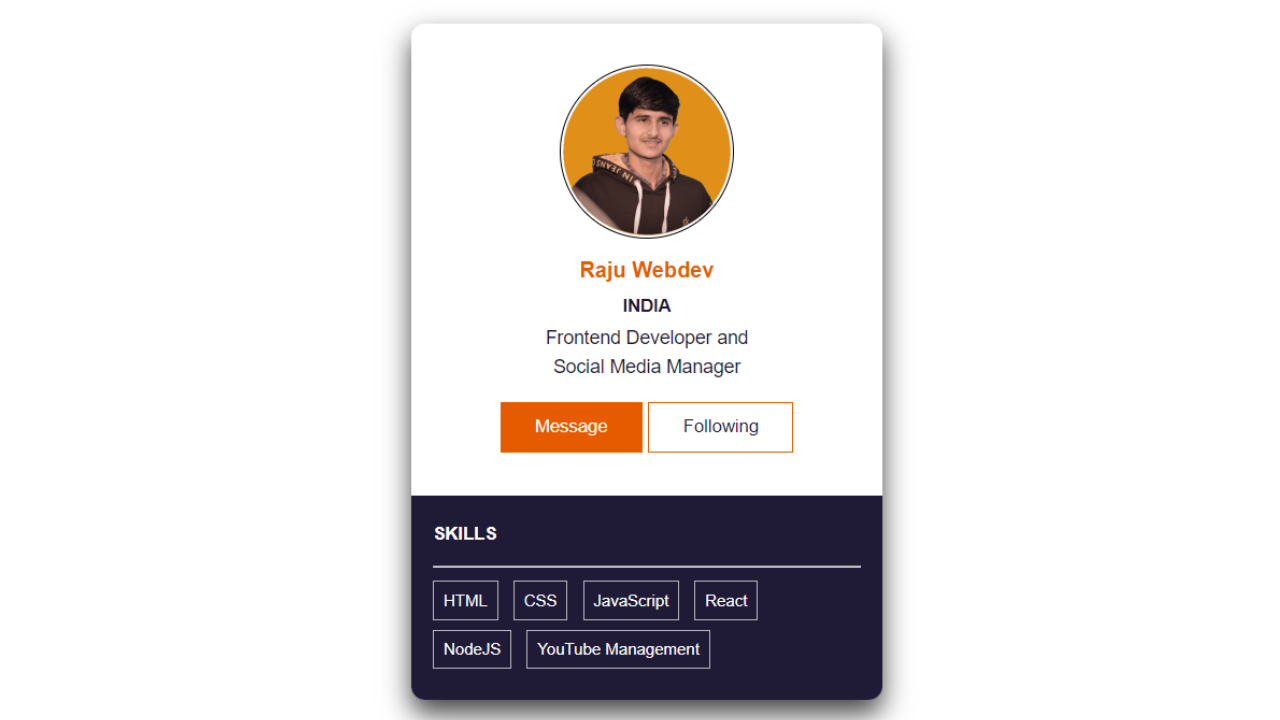 Raju Webdev
INDIA
Frontend Developer and
Social Media Manager
Message Following
SKILLS
HTML CSS JavaScript React
NodeJS YouTube Management